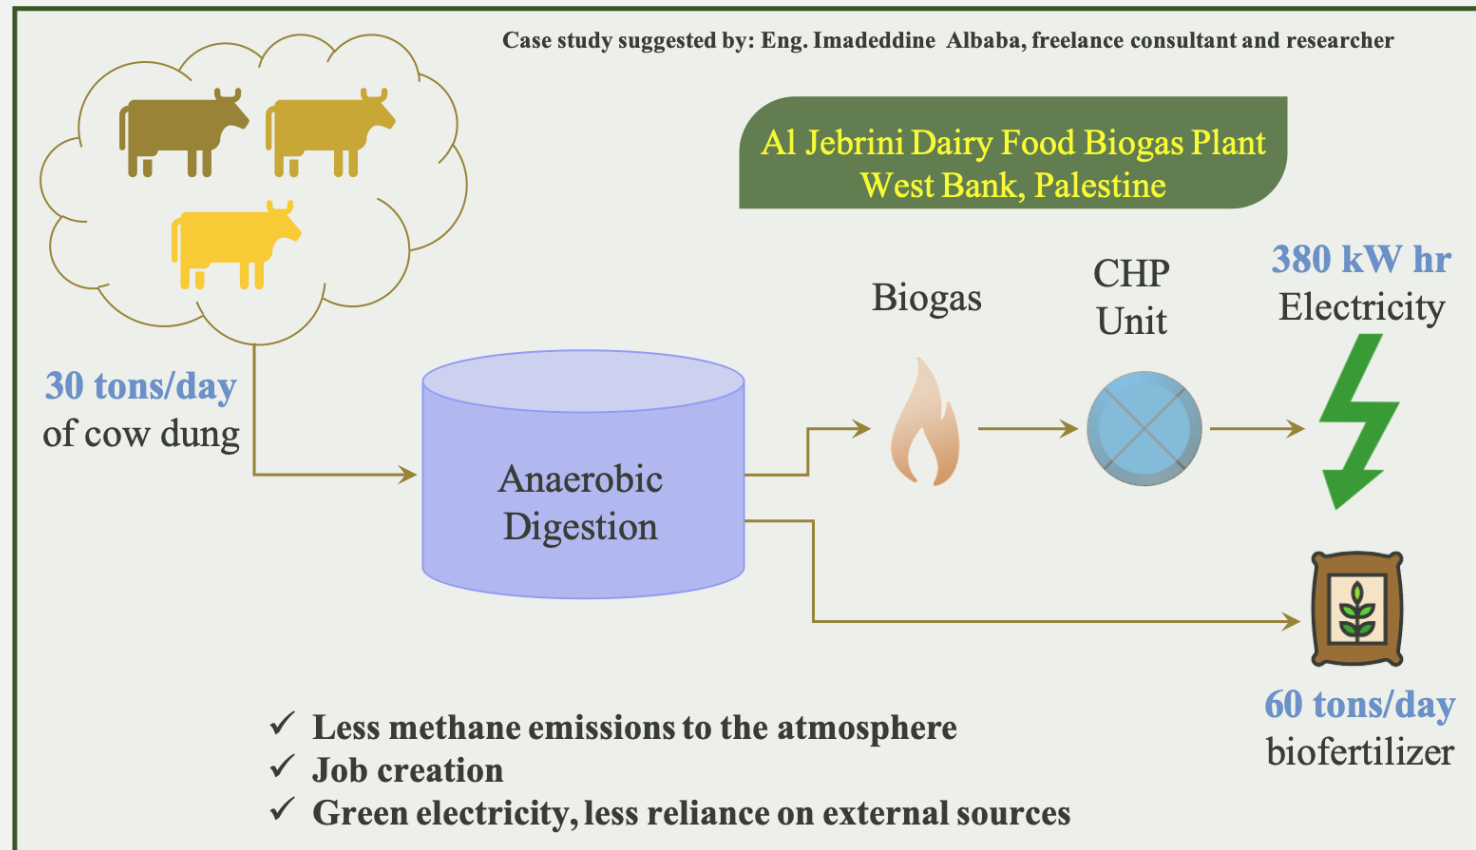 Case study suggested by: Eng. Imadeddine Albaba, freelance consultant and researcher
Al Jebrini Dairy Food Biogas Plant
West Bank, Palestine
30 tons/day
of cow dung
Anaerobic
Digestion
Biogas
CHP
Unit
380 kW hr
Electricity
60 tons/day
biofertilizer
✓ Less methane emissions to the atmosphere
✓ Job creation
✓ Green electricity, less reliance on external sources